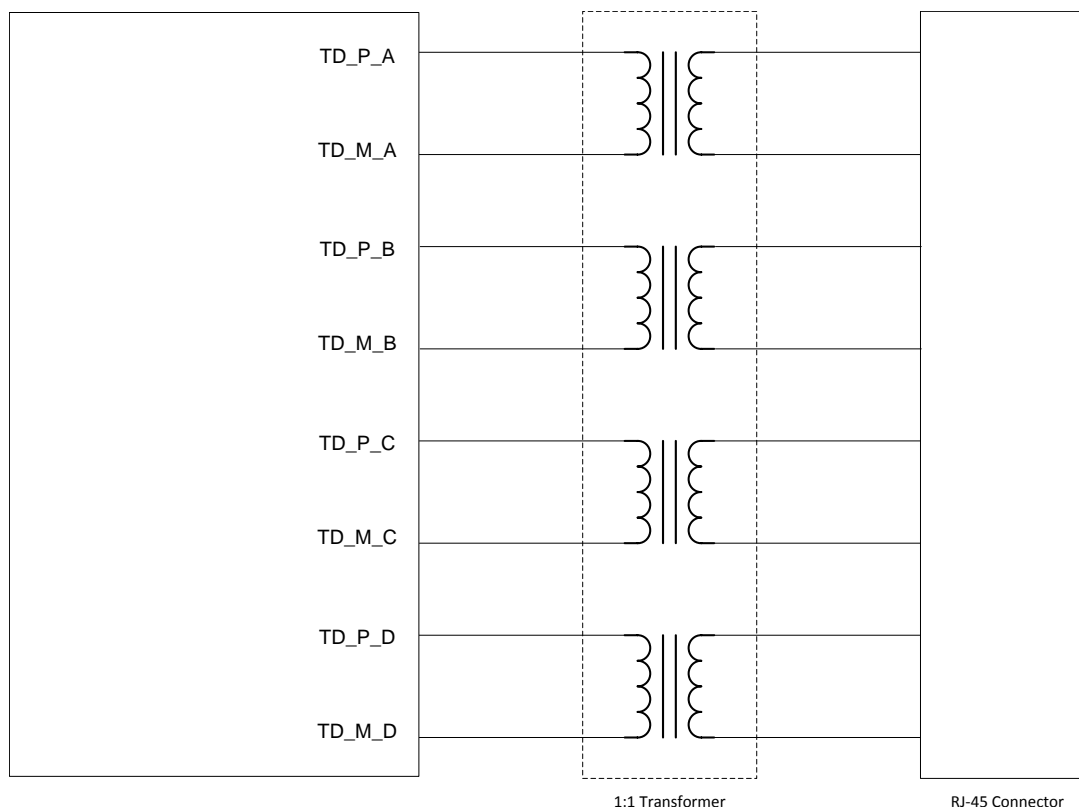 TD_P_A
TD_M_A
TD_P_B
TD_M_B
TD_P_C
TD_M_C
TD_P_D
TD_M_D
1:1 Transformer
RJ-45 Connector